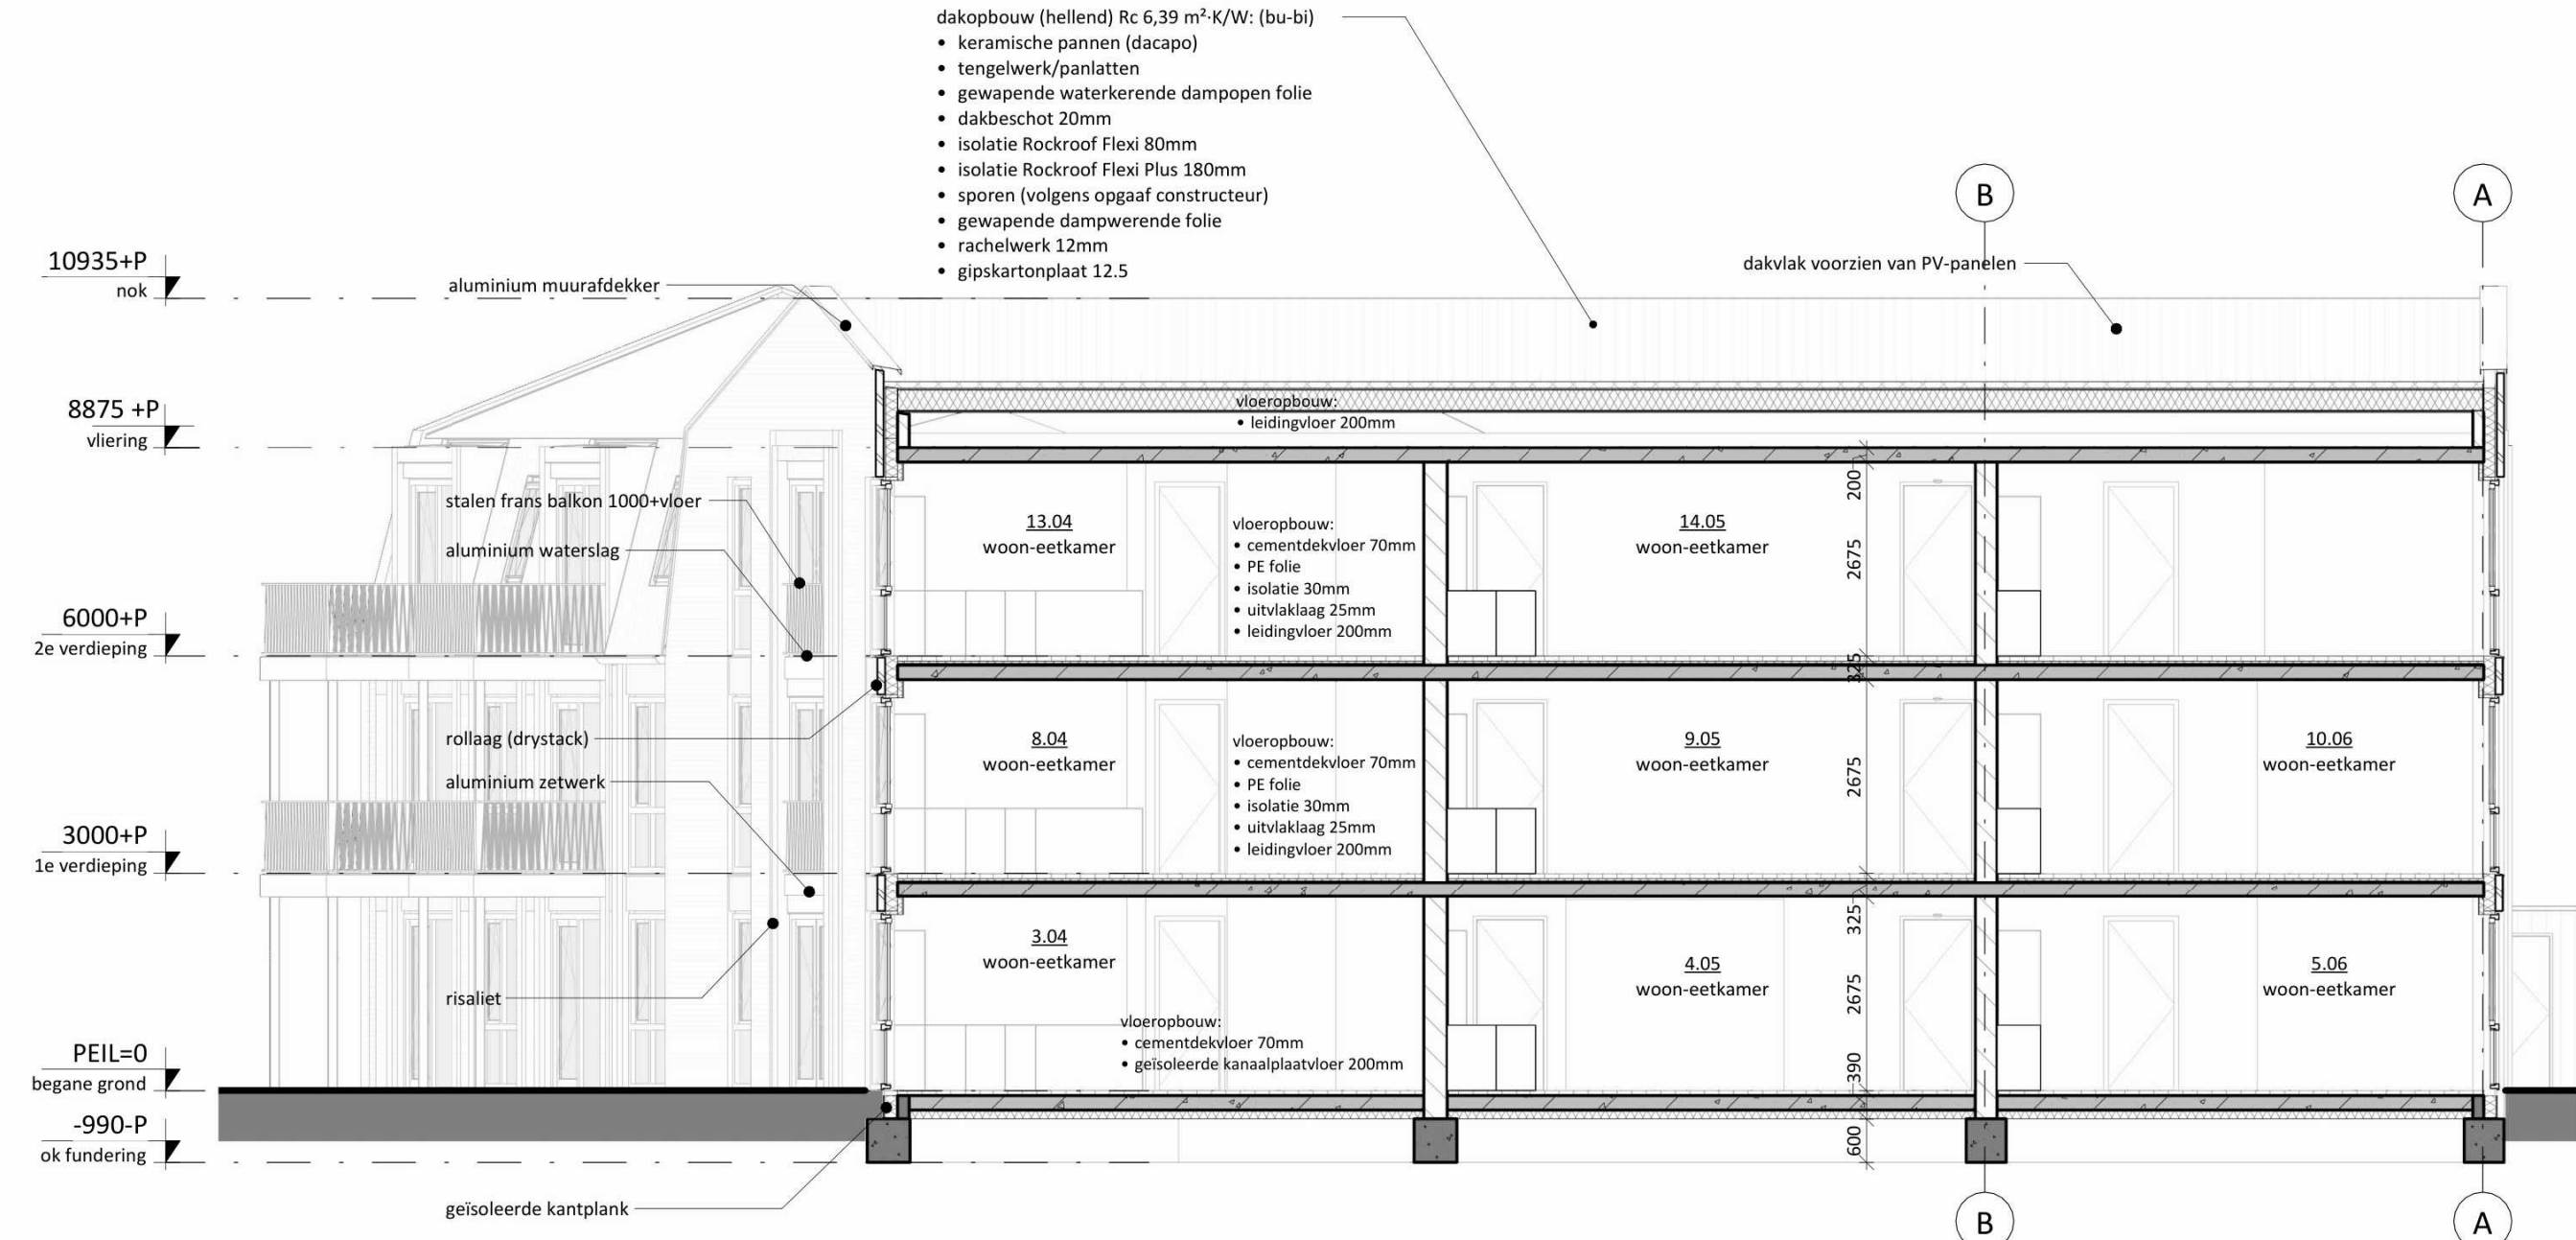 dakopbouw (hellend) Rc 6,39 m²·K/W: (bu-bi)
• keramische pannen (dacapo)
• tengelwerk/panlatten
• gewapende waterkerende dampopen folie
• dakbeschot 20mm
• isolatie Rockroof Flexi 80mm
• isolatie Rockroof Flexi Plus 180mm
• sporen (volgens opgaaf constructeur)
• gewapende dampwerende folie
• rachelwerk 12mm
• gipskartonplaat 12.5
B
A
10935+P
nok
aluminium muurafdekker
dakvlak voorzien van PV-panelen
8875 +P
vliering
vloeropbouw:
• leidingvloer 200mm
200
stalen frans balkon 1000+vloer
aluminium waterslag
13.04
woon-eetkamer
vloeropbouw:
• cementdekvloer 70mm
• PE folie
• isolatie 30mm
• uitvlaklaag 25mm
• leidingvloer 200mm
14.05
woon-eetkamer
2675
6000+P
2e verdieping
325
rollaag (drystack)
aluminium zetwerk
8.04
woon-eetkamer
vloeropbouw:
• cementdekvloer 70mm
• PE folie
• isolatie 30mm
• uitvlaklaag 25mm
• leidingvloer 200mm
9.05
woon-eetkamer
2675
10.06
woon-eetkamer
3000+P
1e verdieping
325
risaliet
3.04
woon-eetkamer
4.05
woon-eetkamer
2675
5.06
woon-eetkamer
vloeropbouw:
• cementdekvloer 70mm
• geïsoleerde kanaalplaatvloer 200mm
PEIL=0
begane grond
390
-990-P
ok fundering
600
geïsoleerde kantplank
B
A